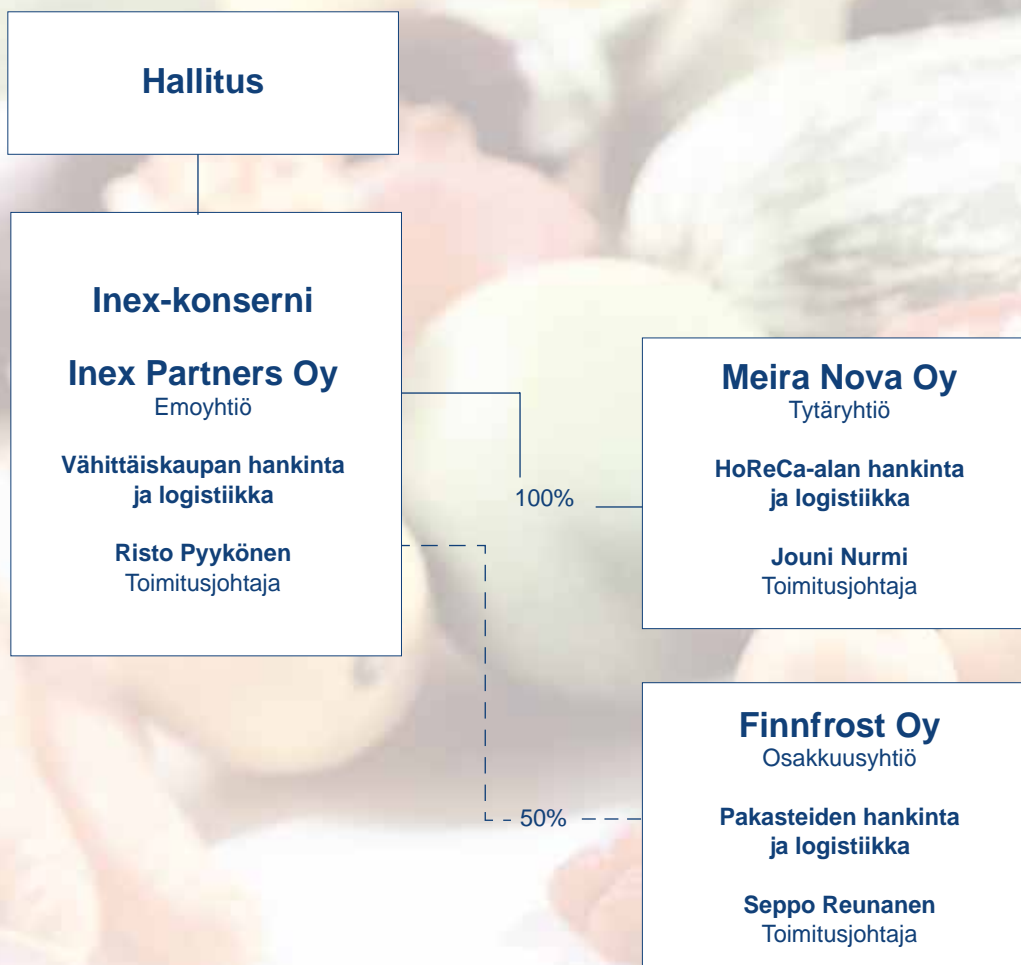 Hallitus
Inex-konserni
Inex Partners Oy
Emoyhtiö
Vähittäiskaupan hankinta
ja logistiikka
Risto Pyykönen
Toimitusjohtaja
100%
Meira Nova Oy
Tytäryhtiö
HoReCa-alan hankinta
ja logistiikka
Jouni Nurmi
Toimitusjohtaja
50%
Finnfrost Oy
Osakkuusyhtiö
Pakasteiden hankinta
ja logistiikka
Seppo Reunanen
Toimitusjohtaja